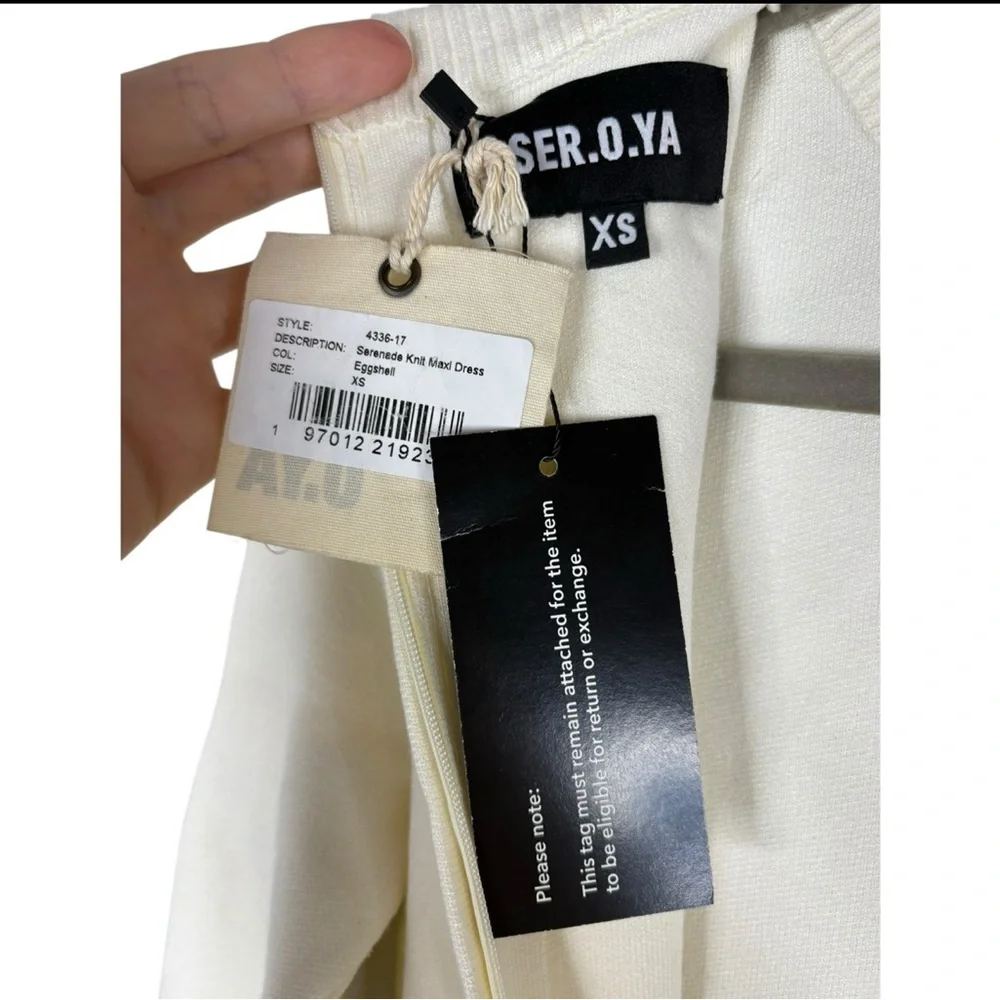 SER.O.YA
XS
STYLE: 4336-17
DESCRIPTION: Serenade Knit Maxi Dress
COL: Eggshell
SIZE: XS
1 97012 21923
AY.O
Please note:
This tag must remain attached for the item
to be eligible for return or exchange.